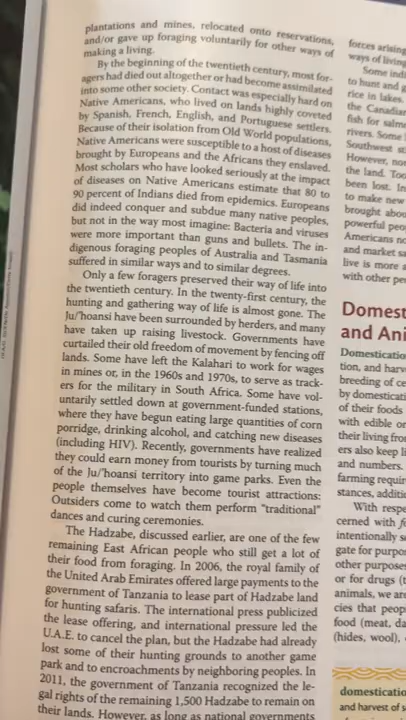 plantations and mines, relocated onto reservations,
and/or gave up foraging voluntarily for other ways of
making a living.
By the beginning of the twentieth century, most for-
agers had died out altogether or had become assimilated
into some other society. Contact was especially hard on
Native Americans, who lived on lands highly coveted
by Spanish, French, English, and Portuguese settlers.
Because of their isolation from Old World populations,
Native Americans were susceptible to a host of diseases
brought by Europeans and the Africans they enslaved.
Most scholars who have looked seriously at the impact
of diseases on Native Americans estimate that 80 to
90 percent of Indians died from epidemics. Europeans
did indeed conquer and subdue many native peoples,
but not in the way most imagine: Bacteria and viruses
were more important than guns and bullets. The in-
digenous foraging peoples of Australia and Tasmania
suffered in similar ways and to similar degrees.
Only a few foragers preserved their way of life into
the twentieth century. In the twenty-first century, the
hunting and gathering way of life is almost gone. The
Ju/'hoansi have been surrounded by herders, and many
have taken up raising livestock. Governments have
curtailed their old freedom of movement by fencing off
lands. Some have left the Kalahari to work for wages
in mines or, in the 1960s and 1970s, to serve as track-
ers for the military in South Africa. Some have vol-
untarily settled down at government-funded stations,
where they have begun eating large quantities of corn
porridge, drinking alcohol, and catching new diseases
(including HIV). Recently, governments have realized
they could earn money from tourists by turning much
of the Ju/'hoansi territory into game parks. Even the
people themselves have become tourist attractions:
Outsiders come to watch them perform "traditional"
dances and curing ceremonies.
The Hadzabe, discussed earlier, are one of the few
remaining East African people who still get a lot of
their food from foraging. In 2006, the royal family of
the United Arab Emirates offered large payments to the
government of Tanzania to lease part of Hadzabe land
for hunting safaris. The international press publicized
the lease offering, and international pressure led the
U.A.E. to cancel the plan, but the Hadzabe had already
lost some of their hunting grounds to another game
park and to encroachments by neighboring people. In
2011, the government of Tanzania recognized the le-
gal rights of the remaining 1,500 Hadzabe to remain on
their lands. However, as long as national governments
forces arising
ways of living
Some indi
to hunt and g
rice in lakes.
the Canadian
fish for salm
rivers. Some
Southwest st
However, non
the land. Too
been lost. In
to make new
brought abou
powerful peo
Americans no
and market sa
live is more a
with other pe
Domest
and Ani
Domesticatio
tion, and harv
breeding of ce
by domesticati
of their foods
with edible or
their living fro
ers also keep li
and numbers.
farming requir
stances, additic
With respe
cerned with fo
intentionally s
gate for purpo
other purposes
or for drugs (t
animals, we are
cies that peop
food (meat, da
(hides, wool),
domesticatio
and harvest of s